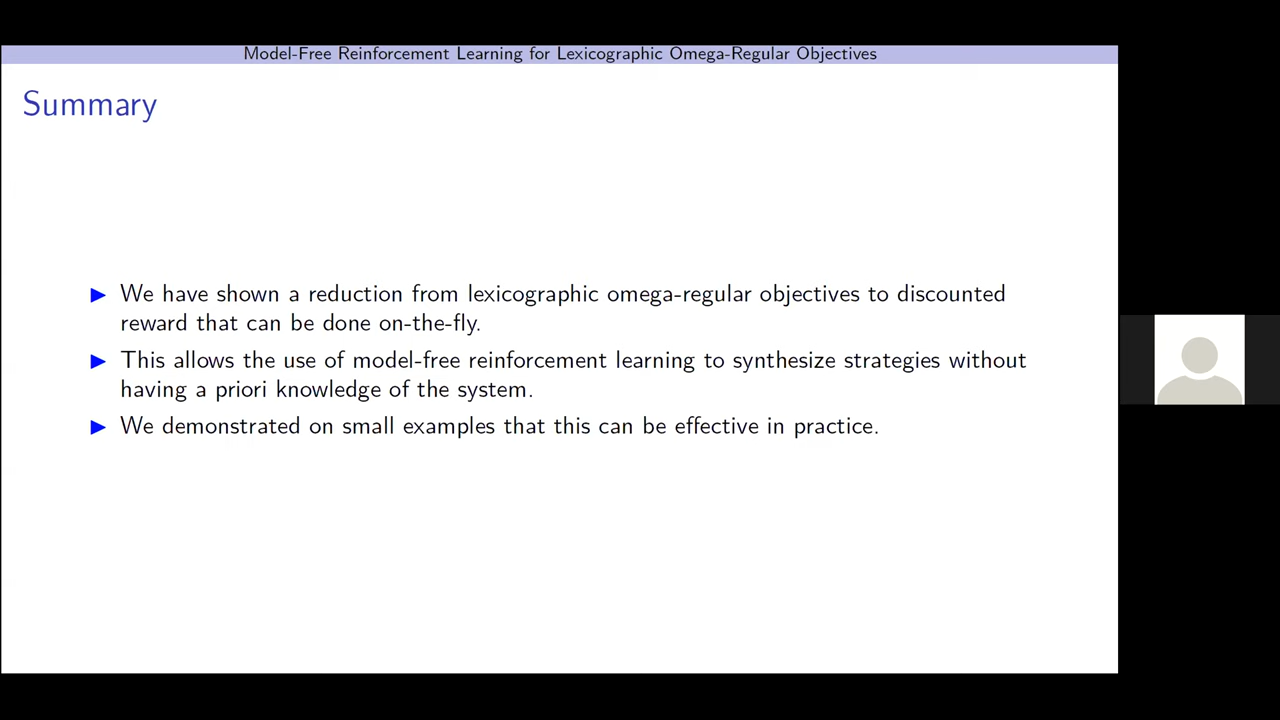 Model-Free Reinforcement Learning for Lexicographic Omega-Regular Objectives
Summary
We have shown a reduction from lexicographic omega-regular objectives to discounted
reward that can be done on-the-fly.
This allows the use of model-free reinforcement learning to synthesize strategies without
having a priori knowledge of the system.
We demonstrated on small examples that this can be effective in practice.